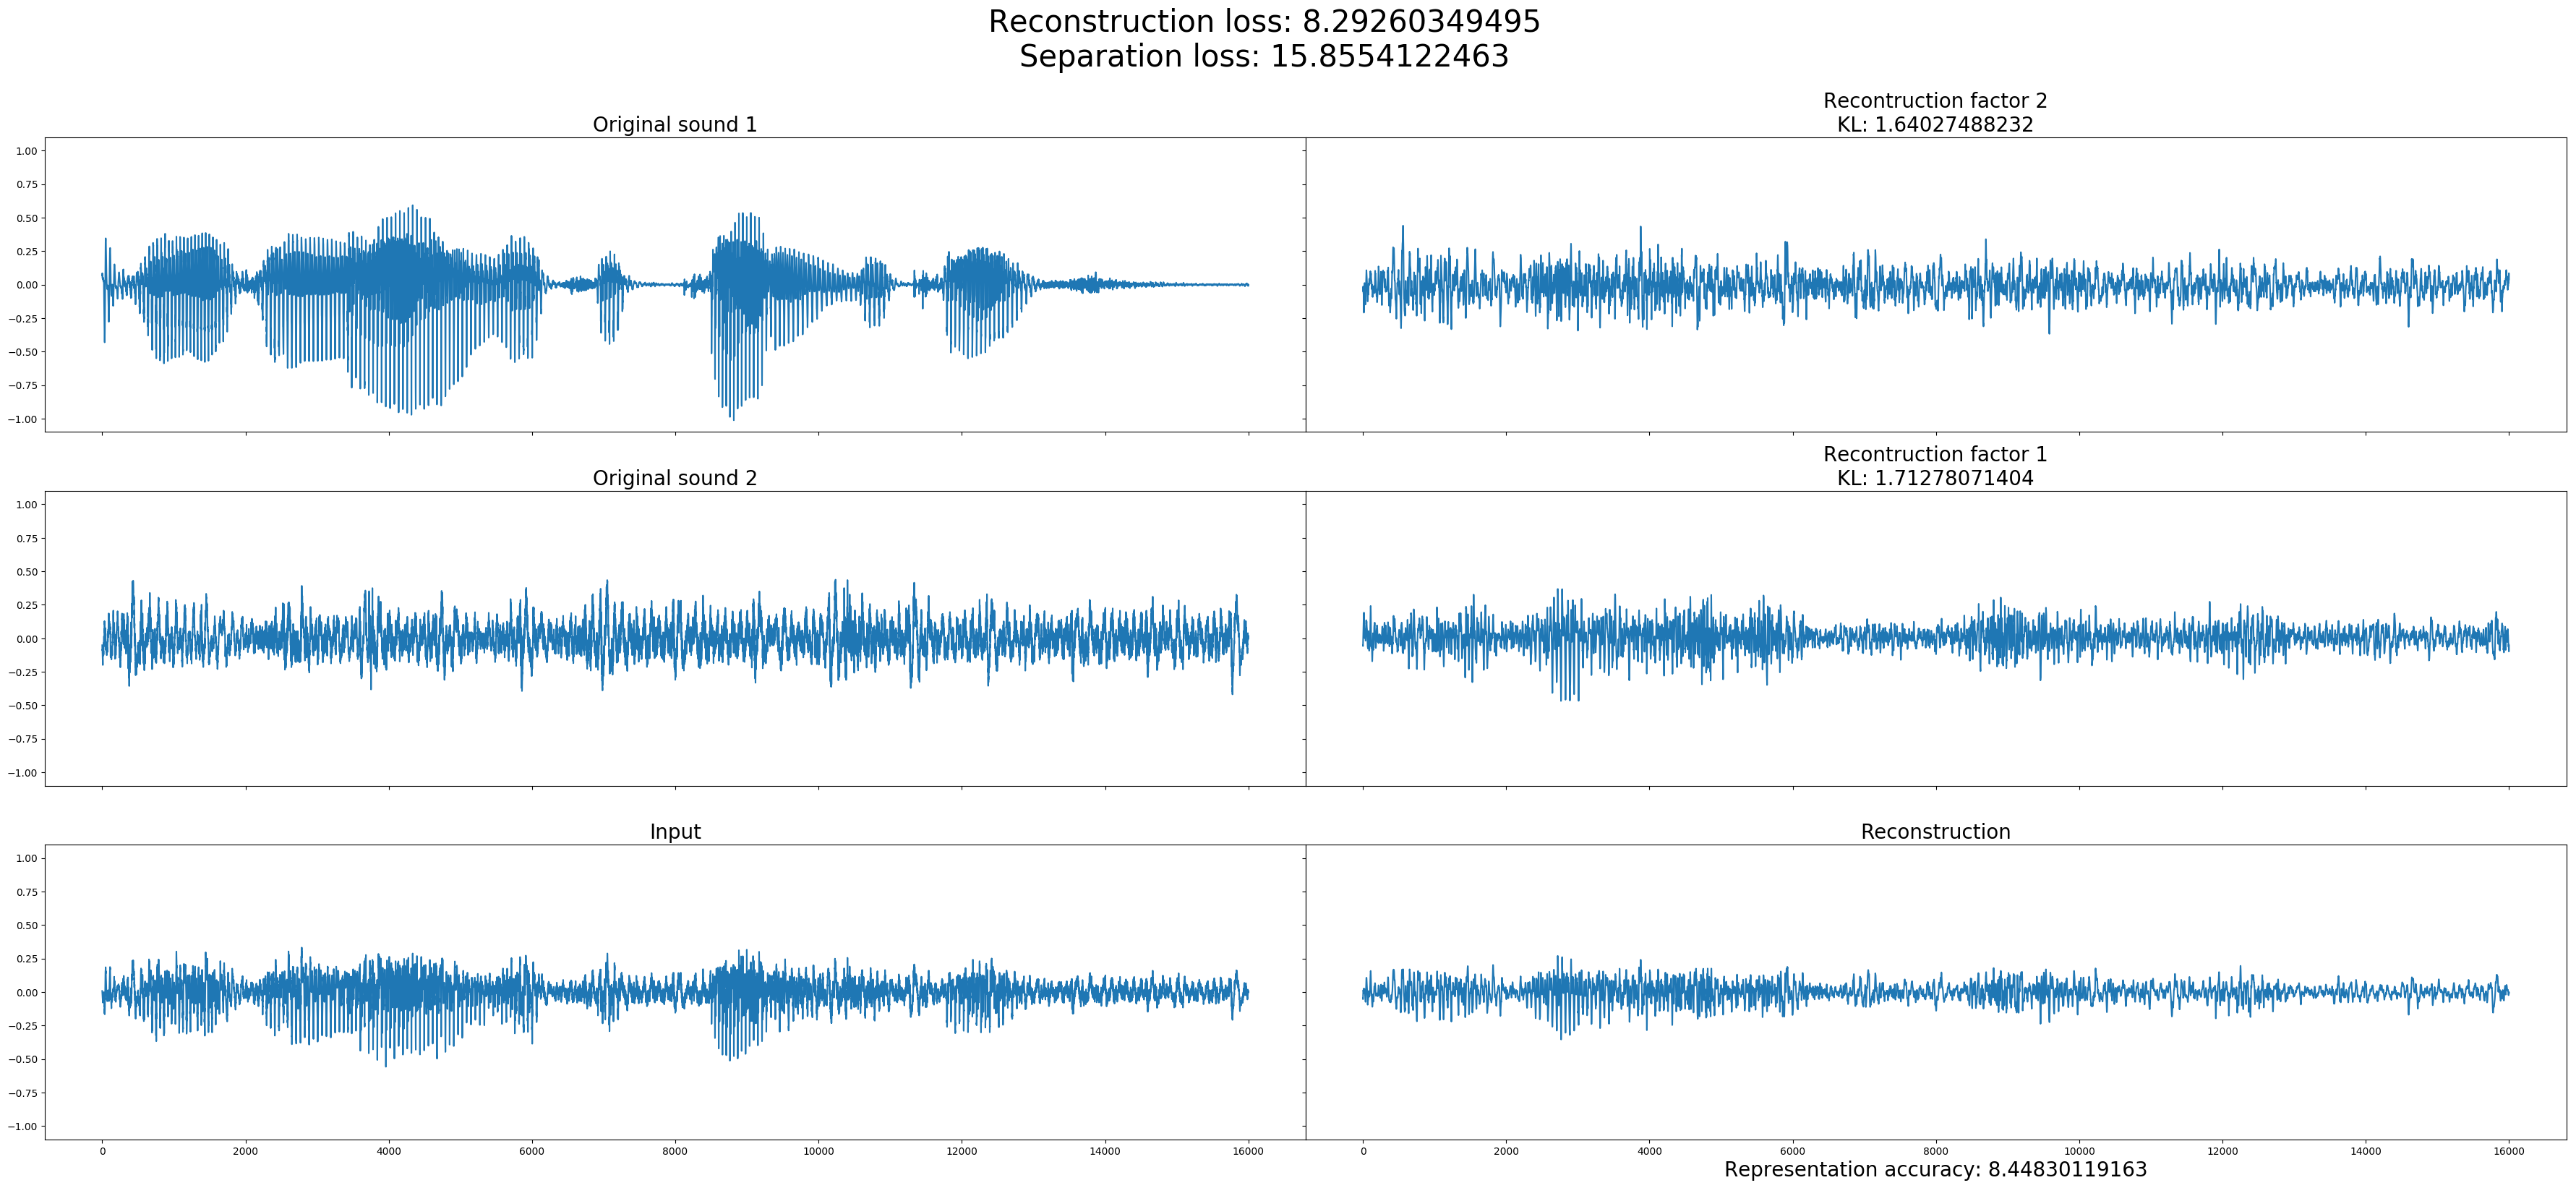 Reconstruction loss: 8.29260349495
Separation loss: 15.8554122463
Original sound 1
Recontruction factor 2
KL: 1.64027488232
1.00
0.75
0.50
0.25
0.00
−0.25
−0.50
−0.75
−1.00
Original sound 2
Recontruction factor 1
KL: 1.71278071404
1.00
0.75
0.50
0.25
0.00
−0.25
−0.50
−0.75
−1.00
Input
Reconstruction
1.00
0.75
0.50
0.25
0.00
−0.25
−0.50
−0.75
−1.00
0 2000 4000 6000 8000 10000 12000 14000 16000
0 2000 4000 6000 8000 10000 12000 14000 16000
Representation accuracy: 8.44830119163